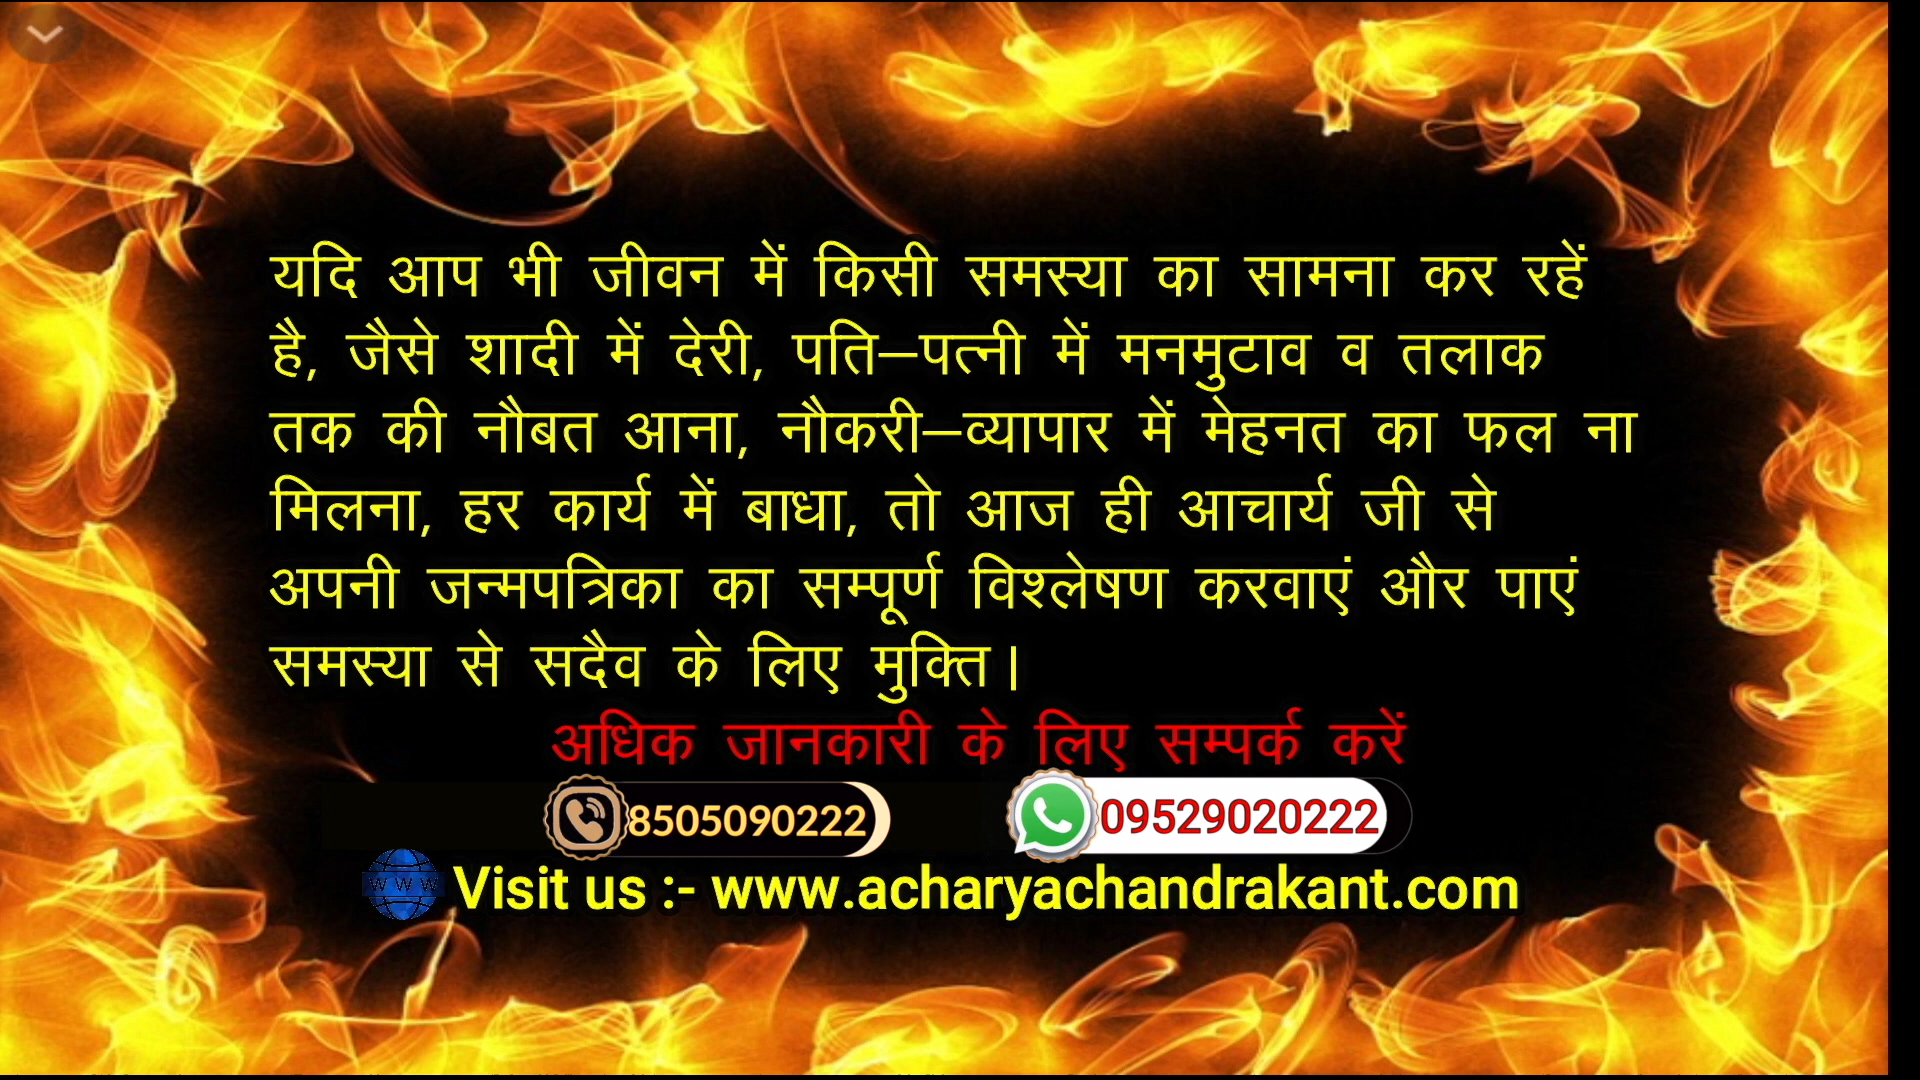 यदि आप भी जीवन में किसी समस्या का सामना कर रहें
है, जैसे शादी में देरी, पति–पत्नी में मनमुटाव व तलाक
तक की नौबत आना, नौकरी–व्यापार में मेहनत का फल ना
मिलना, हर कार्य में बाधा, तो आज ही आचार्य जी से
अपनी जन्मपत्रिका का सम्पूर्ण विश्लेषण करवाएं और पाएं
समस्या से सदैव के लिए मुक्ति।
अधिक जानकारी के लिए सम्पर्क करें
8505090222 09529020222
WWW Visit us :- www.acharyachandrakant.com